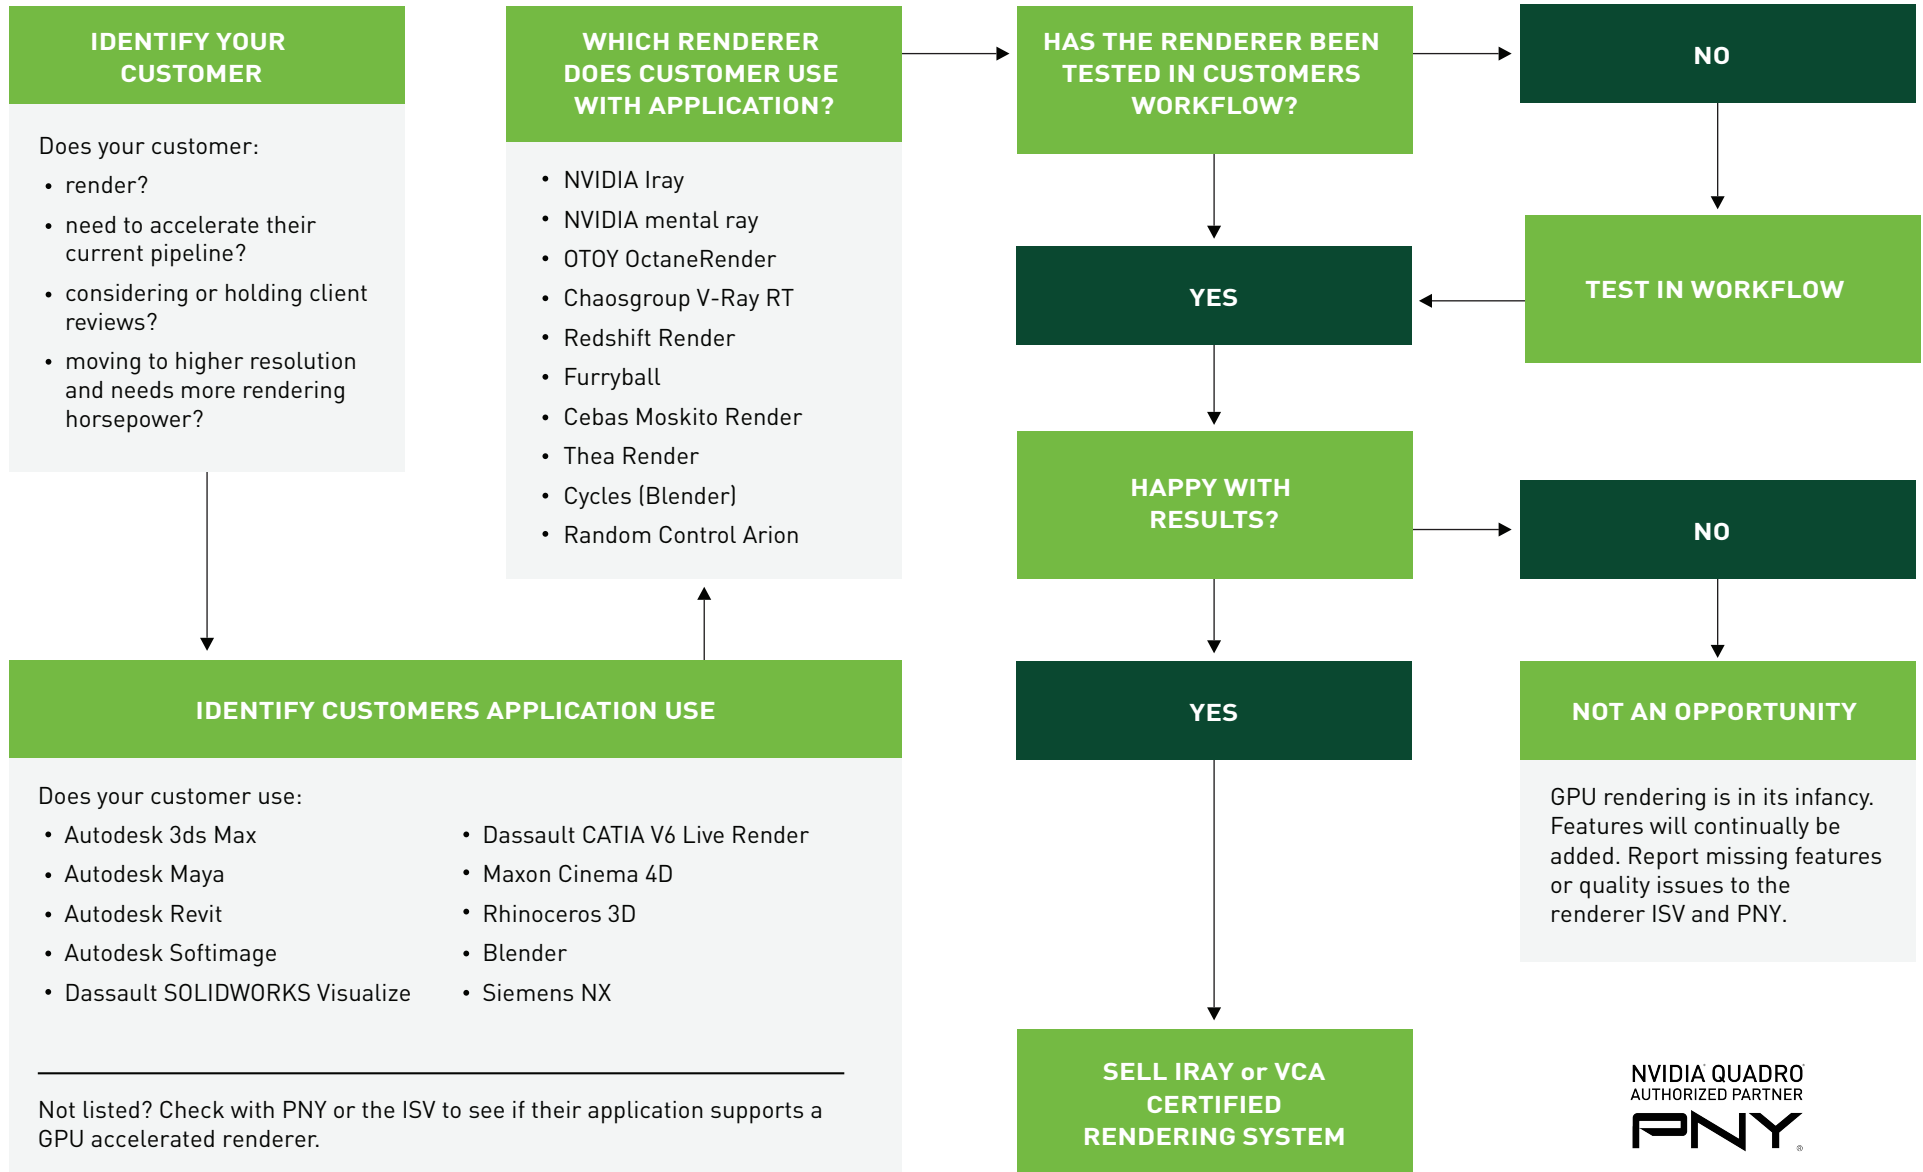 IDENTIFY YOUR
CUSTOMER
Does your customer:
• render?
• need to accelerate their
current pipeline?
• considering or holding client
reviews?
• moving to higher resolution
and needs more rendering
horsepower?
IDENTIFY CUSTOMERS APPLICATION USE
Does your customer use:
• Autodesk 3ds Max
• Autodesk Maya
• Autodesk Revit
• Autodesk Softimage
• Dassault SOLIDWORKS Visualize
• Dassault CATIA V6 Live Render
• Maxon Cinema 4D
• Rhinoceros 3D
• Blender
• Siemens NX
Not listed? Check with PNY or the ISV to see if their application supports a
GPU accelerated renderer.
WHICH RENDERER
DOES CUSTOMER USE
WITH APPLICATION?
• NVIDIA Iray
• NVIDIA mental ray
• OTOY OctaneRender
• Chaosgroup V-Ray RT
• Redshift Render
• Furryball
• Cebas Moskito Render
• Thea Render
• Cycles (Blender)
• Random Control Arion
HAS THE RENDERER BEEN
TESTED IN CUSTOMERS
WORKFLOW?
NO
TEST IN WORKFLOW
YES
HAPPY WITH
RESULTS?
NO
NOT AN OPPORTUNITY
GPU rendering is in its infancy.
Features will continually be
added. Report missing features
or quality issues to the
renderer ISV and PNY.
YES
SELL IRAY or VCA
CERTIFIED
RENDERING SYSTEM
NVIDIA QUADRO
AUTHORIZED PARTNER
PNY®